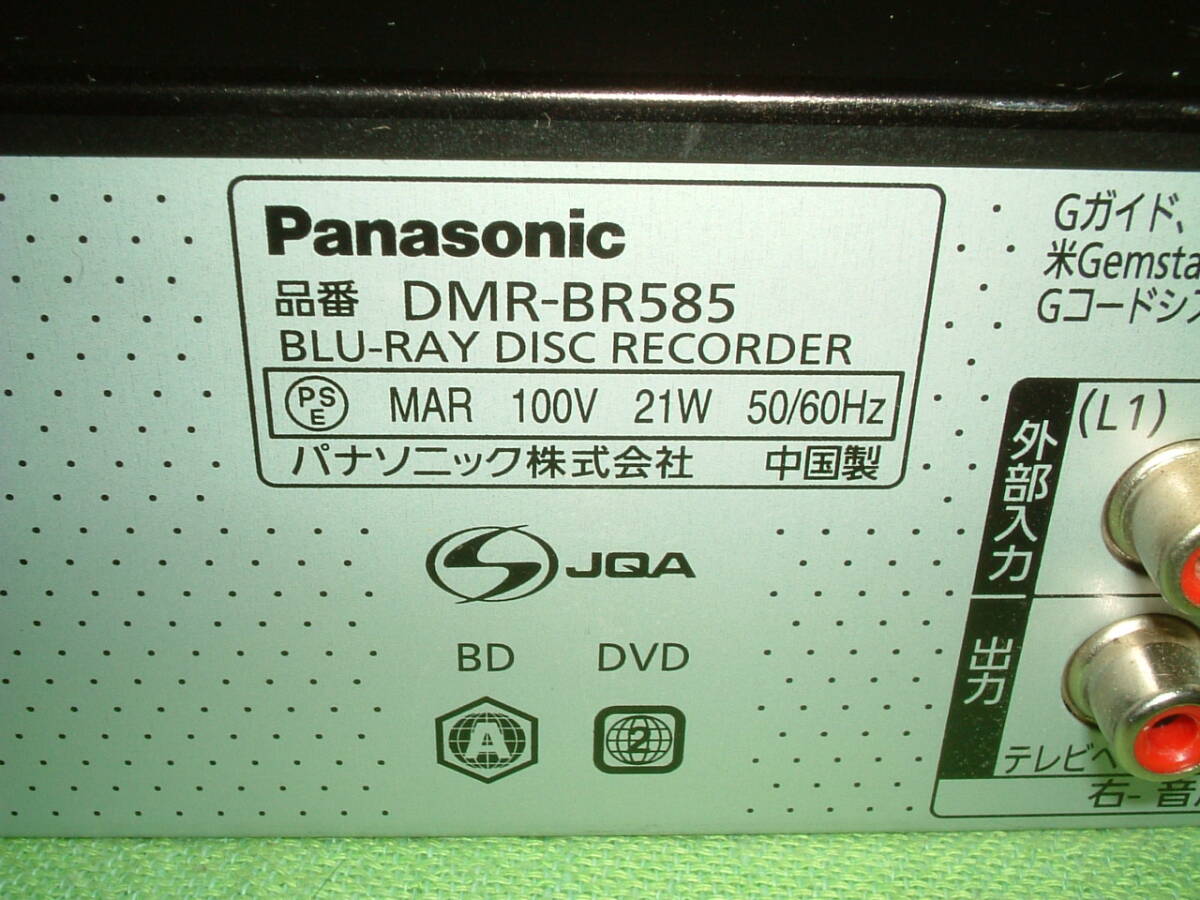 Panasonic
品番 DMR-BR585
BLU-RAY DISC RECORDER
PS E MAR 100V 21W 50/60Hz
パナソニック株式会社 中国製
JQA
BD DVD
A 2
Gガイド、
米Gemsta
Gコードシス
(L1)
外部入力
出力
テレビへ
右-音